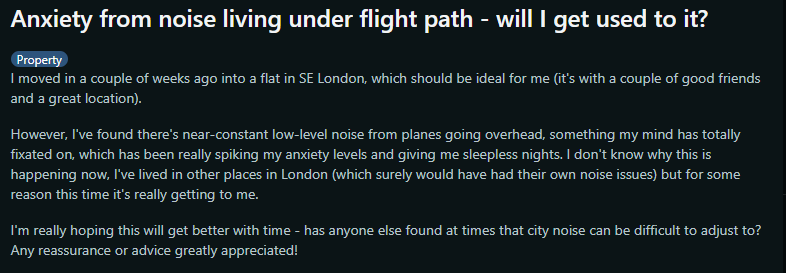 Anxiety from noise living under flight path - will I get used to it?
Property
I moved in a couple of weeks ago into a flat in SE London, which should be ideal for me (it's with a couple of good friends
and a great location).
However, I've found there's near-constant low-level noise from planes going overhead, something my mind has totally
fixated on, which has been really spiking my anxiety levels and giving me sleepless nights. I don't know why this is
happening now, I've lived in other places in London (which surely would have had their own noise issues) but for some
reason this time it's really getting to me.
I'm really hoping this will get better with time - has anyone else found at times that city noise can be difficult to adjust to?
Any reassurance or advice greatly appreciated!